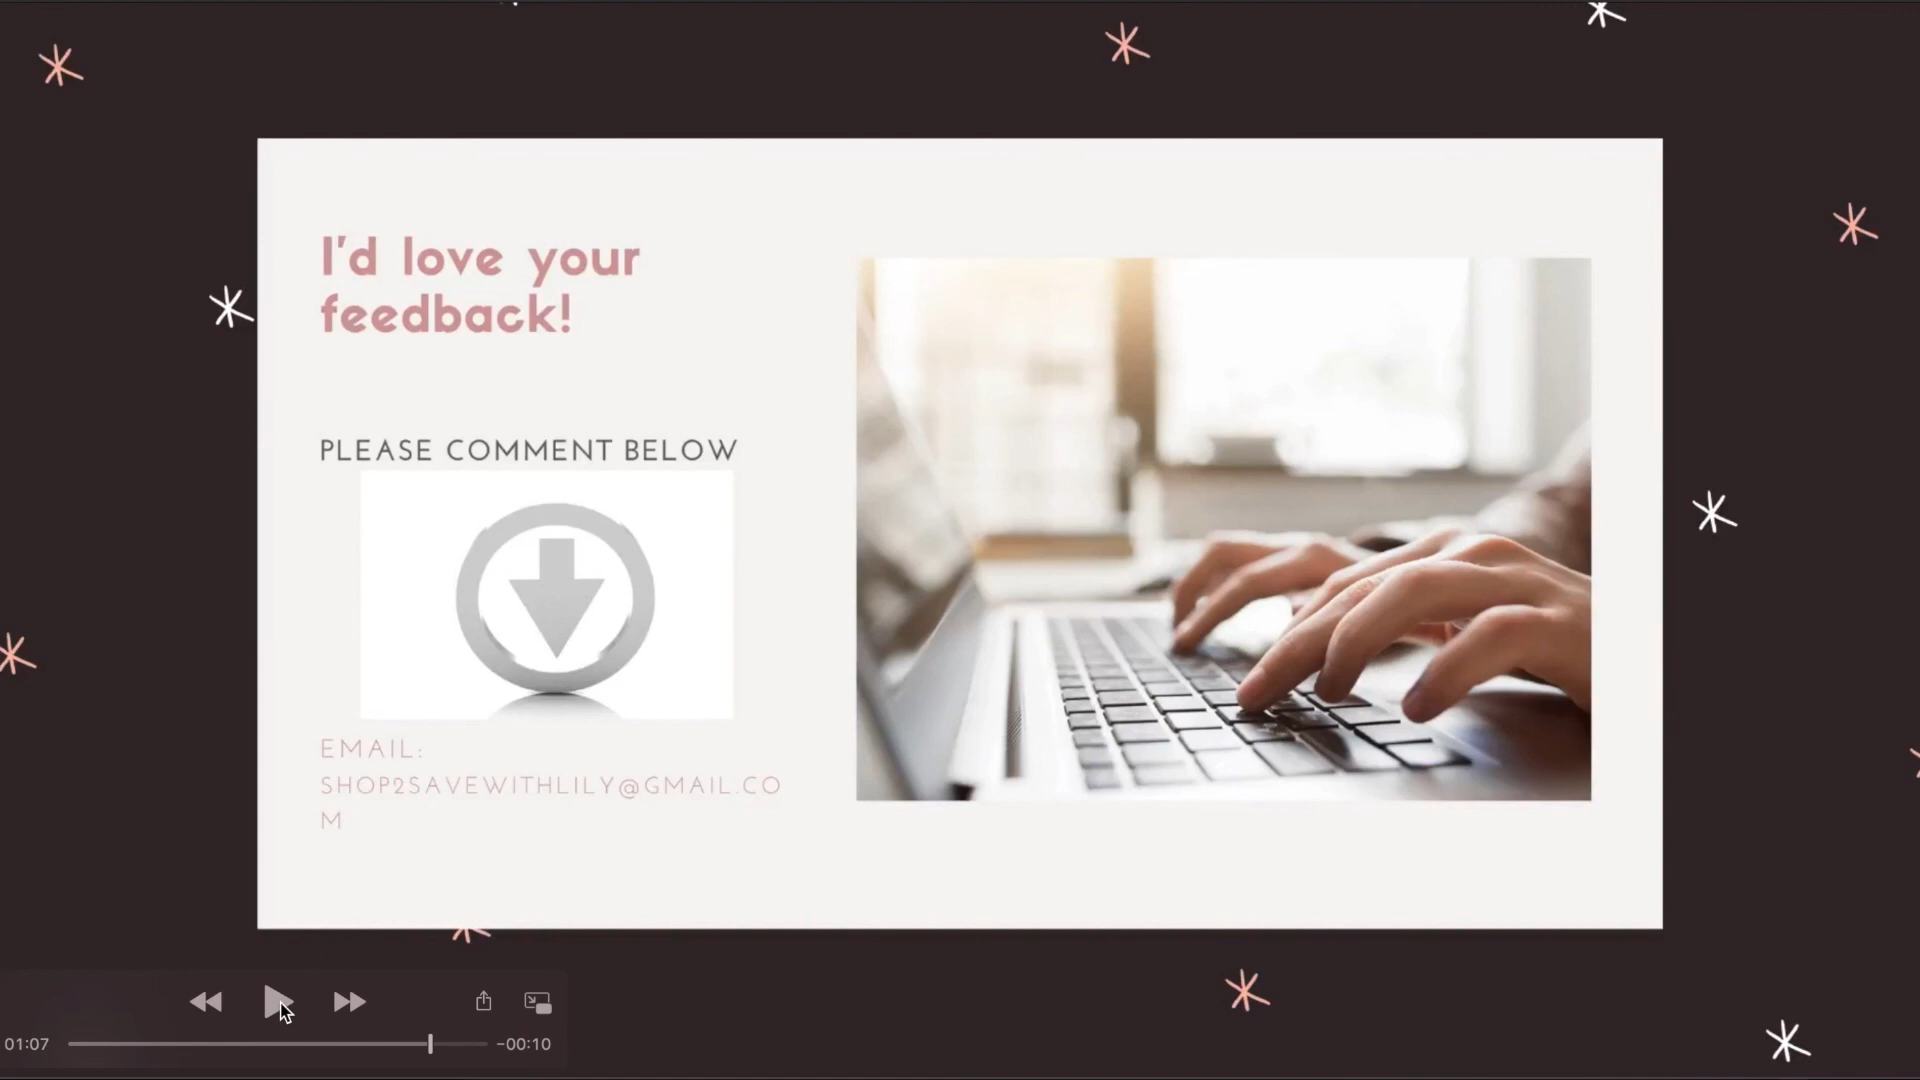 I'd love your
feedback!
PLEASE COMMENT BELOW
EMAIL:
SHOP2SAVEWITHLILY@GMAIL.CO
M
01:07
-00:10